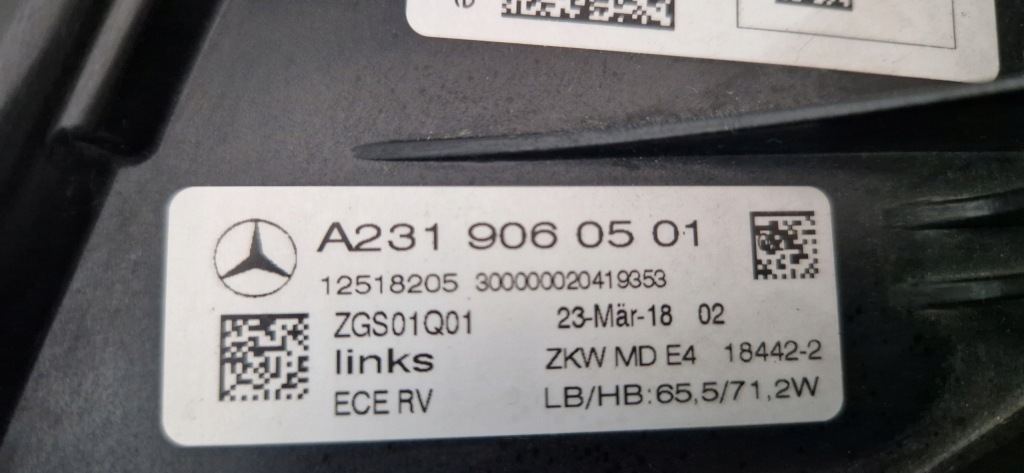 A231 906 05 01
12518205 300000020419353
ZGS01Q01 23-Mär-18 02
links ZKW MD E4 18442-2
ECE RV LB/HB:65,5/71,2W